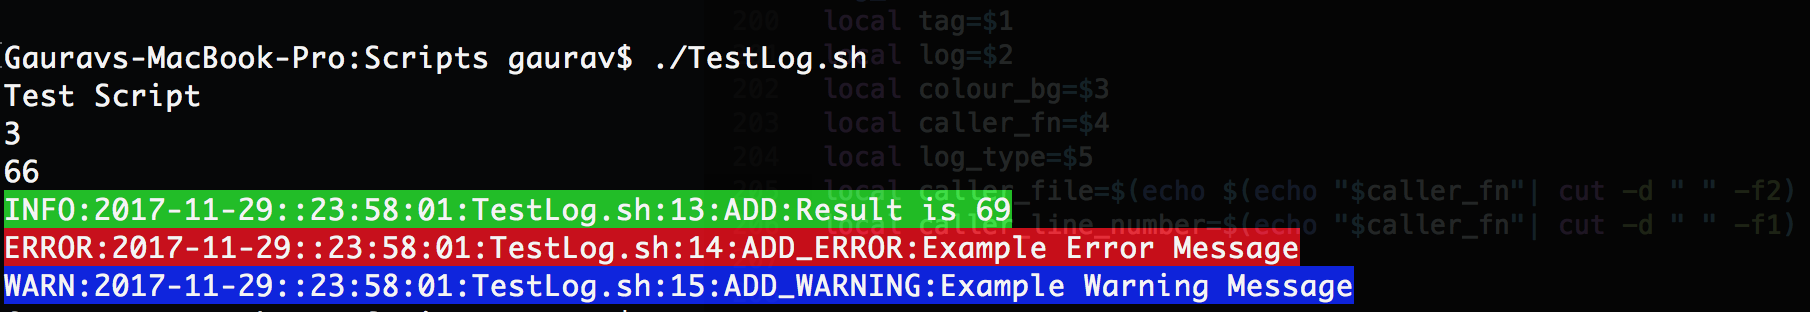 200 local tag=$1
local log=$2
Gauravs-MacBook-Pro:Scripts gaurav$ ./TestLog.sh
202 local colour_bg=$3
Test Script
203 local caller_fn=$4
3
204 local log_type=$5
66
local caller_file=$(echo $(echo "$caller_fn"| cut -d " " -f2)
INFO:2017-11-29::23:58:01:TestLog.sh:13:ADD:Result is 69
caller_line_number=$(echo "$caller_fn"| cut -d " " -f1)
ERROR:2017-11-29::23:58:01:TestLog.sh:14:ADD_ERROR:Example Error Message
WARN:2017-11-29::23:58:01:TestLog.sh:15:ADD_WARNING:Example Warning Message